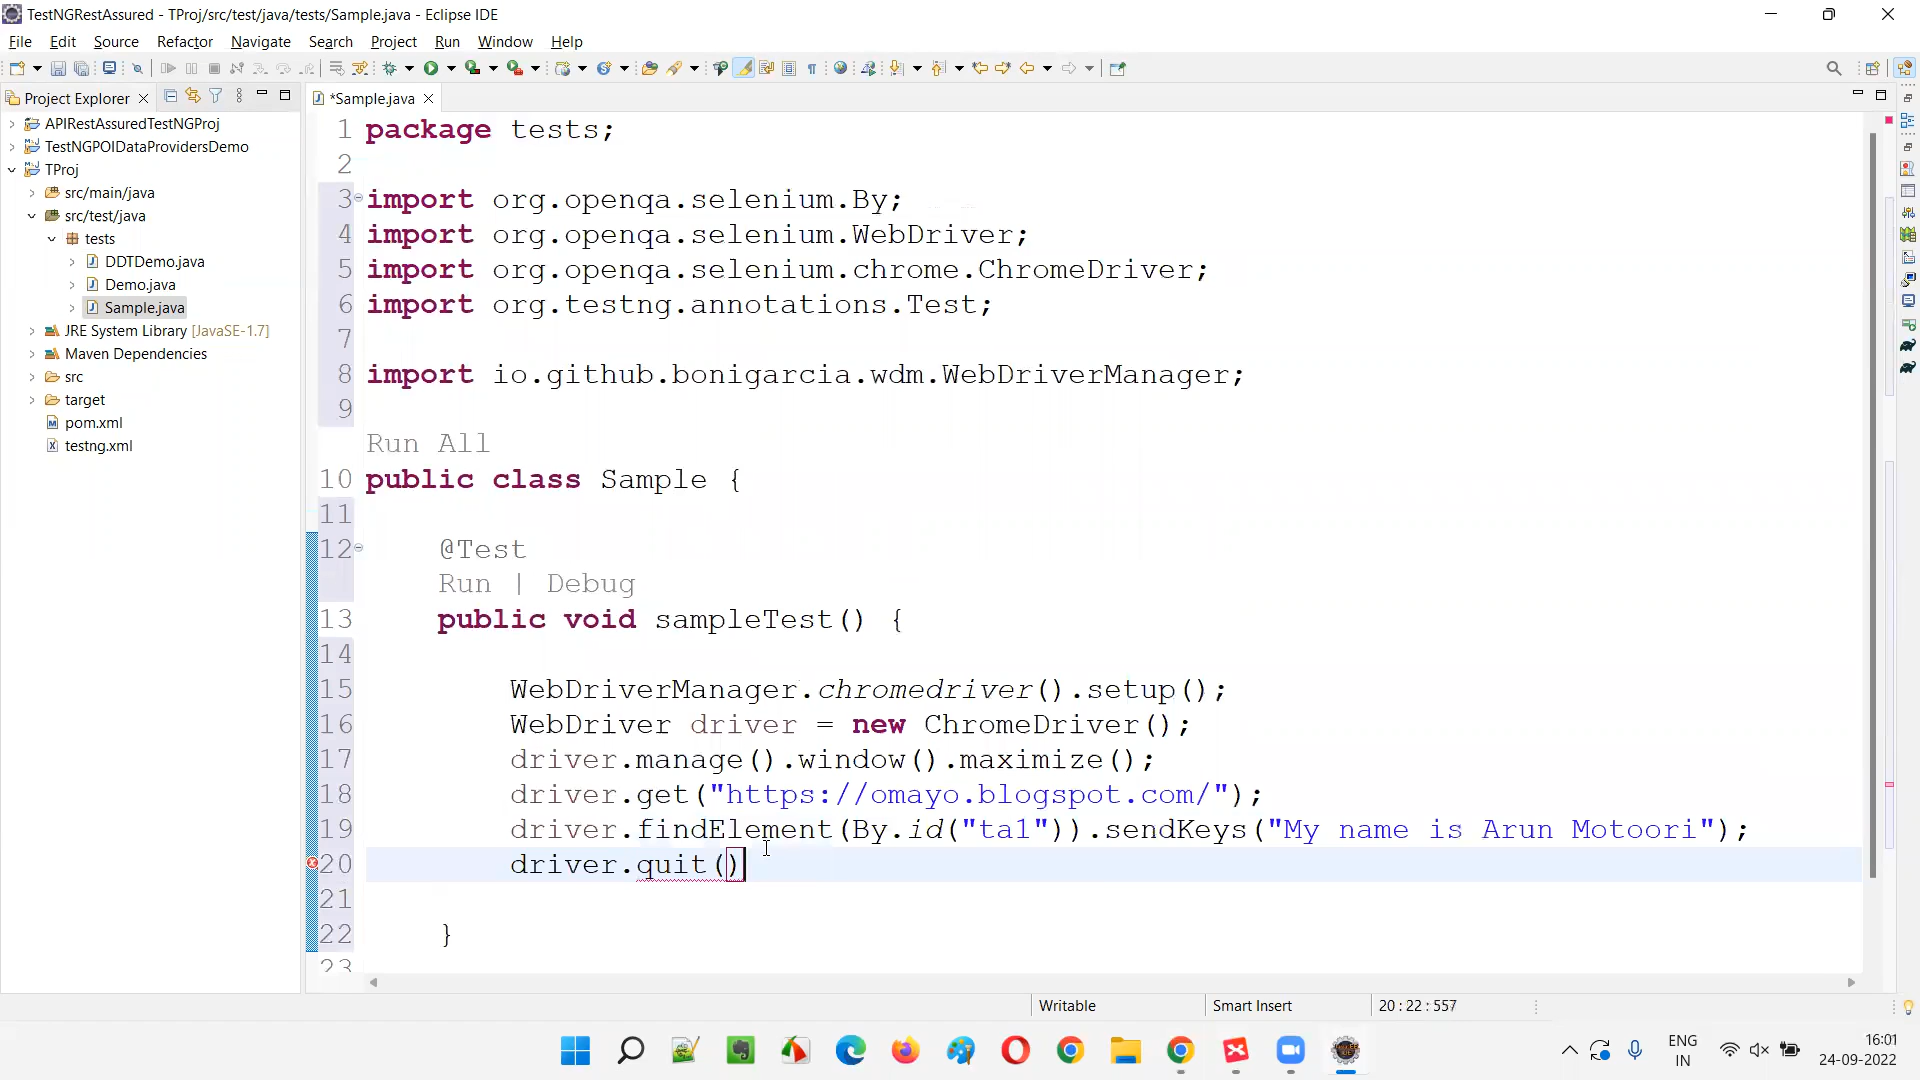 TestNGRestAssured - TProj/src/test/java/tests/Sample.java - Eclipse IDE
File Edit Source Refactor Navigate Search Project Run Window Help
Project Explorer
*Sample.java
APIRestAssuredTestNGProj
TestNGPOIDataProvidersDemo
TProj
src/main/java
src/test/java
tests
DDTDemo.java
Demo.java
Sample.java
JRE System Library [JavaSE-1.7]
Maven Dependencies
src
target
pom.xml
testng.xml
1 package tests;
2
3 import org.openqa.selenium.By;
4 import org.openqa.selenium.WebDriver;
5 import org.openqa.selenium.chrome.ChromeDriver;
6 import org.testng.annotations.Test;
7
8 import io.github.bonigarcia.wdm.WebDriverManager;
9
Run All
10 public class Sample {
11
12 @Test
Run | Debug
13 public void sampleTest() {
14
15 WebDriverManager.chromedriver().setup();
16 WebDriver driver = new ChromeDriver();
17 driver.manage().window().maximize();
18 driver.get("https://omayo.blogspot.com/");
19 driver.findElement(By.id("ta1")).sendKeys("My name is Arun Motoori");
20 driver.quit()
21
22 }
23
Writable Smart Insert 20 : 22 : 557
ENG
IN
16:01
24-09-2022